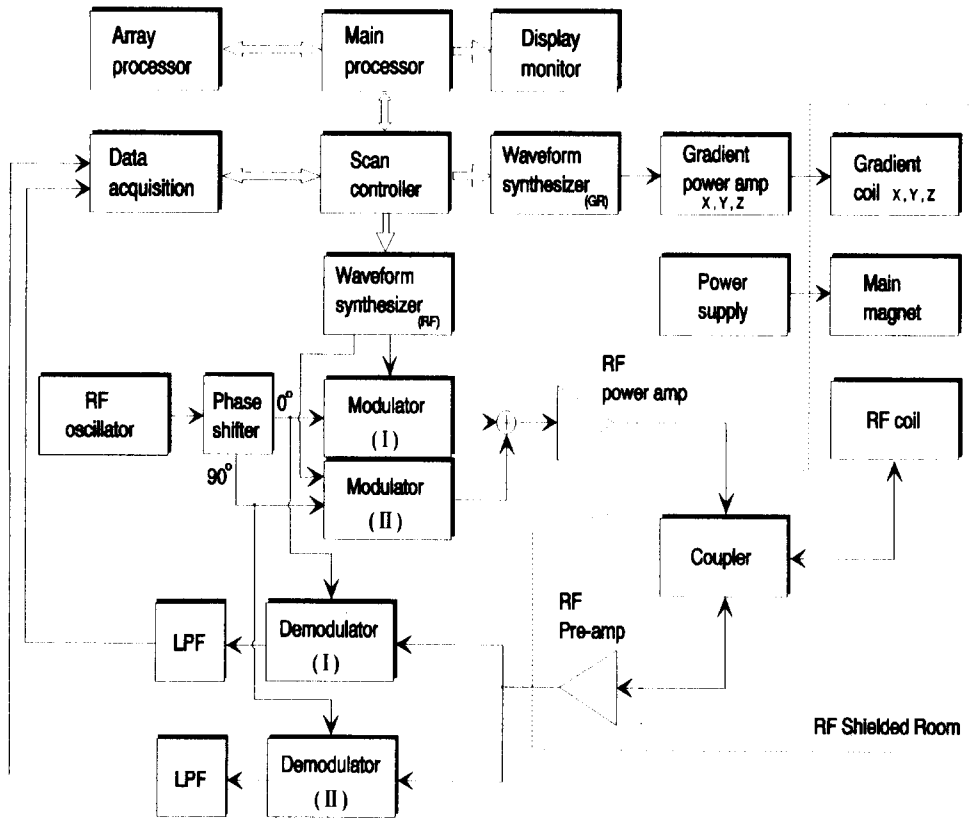 Array
processor
Main
processor
Display
monitor
Data
acquisition
Scan
controller
Waveform
synthesizer
(GR)
Gradient
power amp
X, Y, Z
Gradient
coil X, Y, Z
Waveform
synthesizer
(RF)
Power
supply
Main
magnet
RF
oscillator
Phase
shifter
0°
90°
Modulator
(I)
Modulator
(II)
RF
power amp
RF coil
Coupler
RF
Pre-amp
LPF
Demodulator
(I)
LPF
Demodulator
(II)
RF Shielded Room